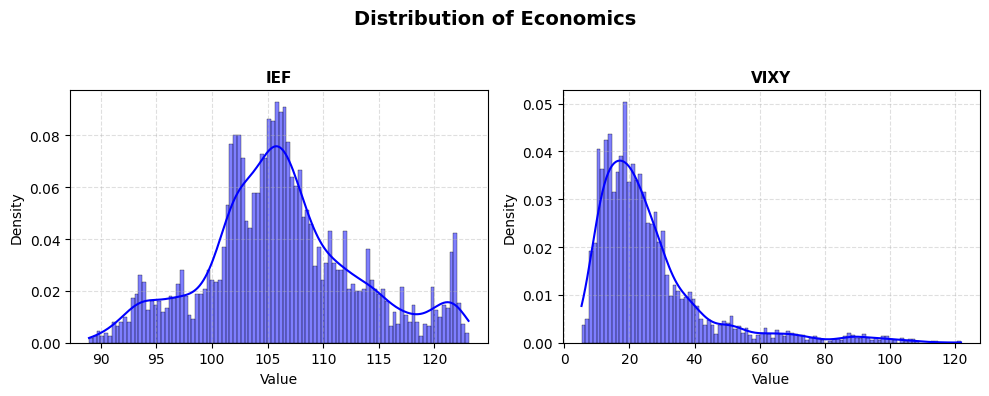 Distribution of Economics
IEF
Density
0.00
0.02
0.04
0.06
0.08
90 95 100 105 110 115 120
Value
VIXY
Density
0.00
0.01
0.02
0.03
0.04
0.05
0 20 40 60 80 100 120
Value